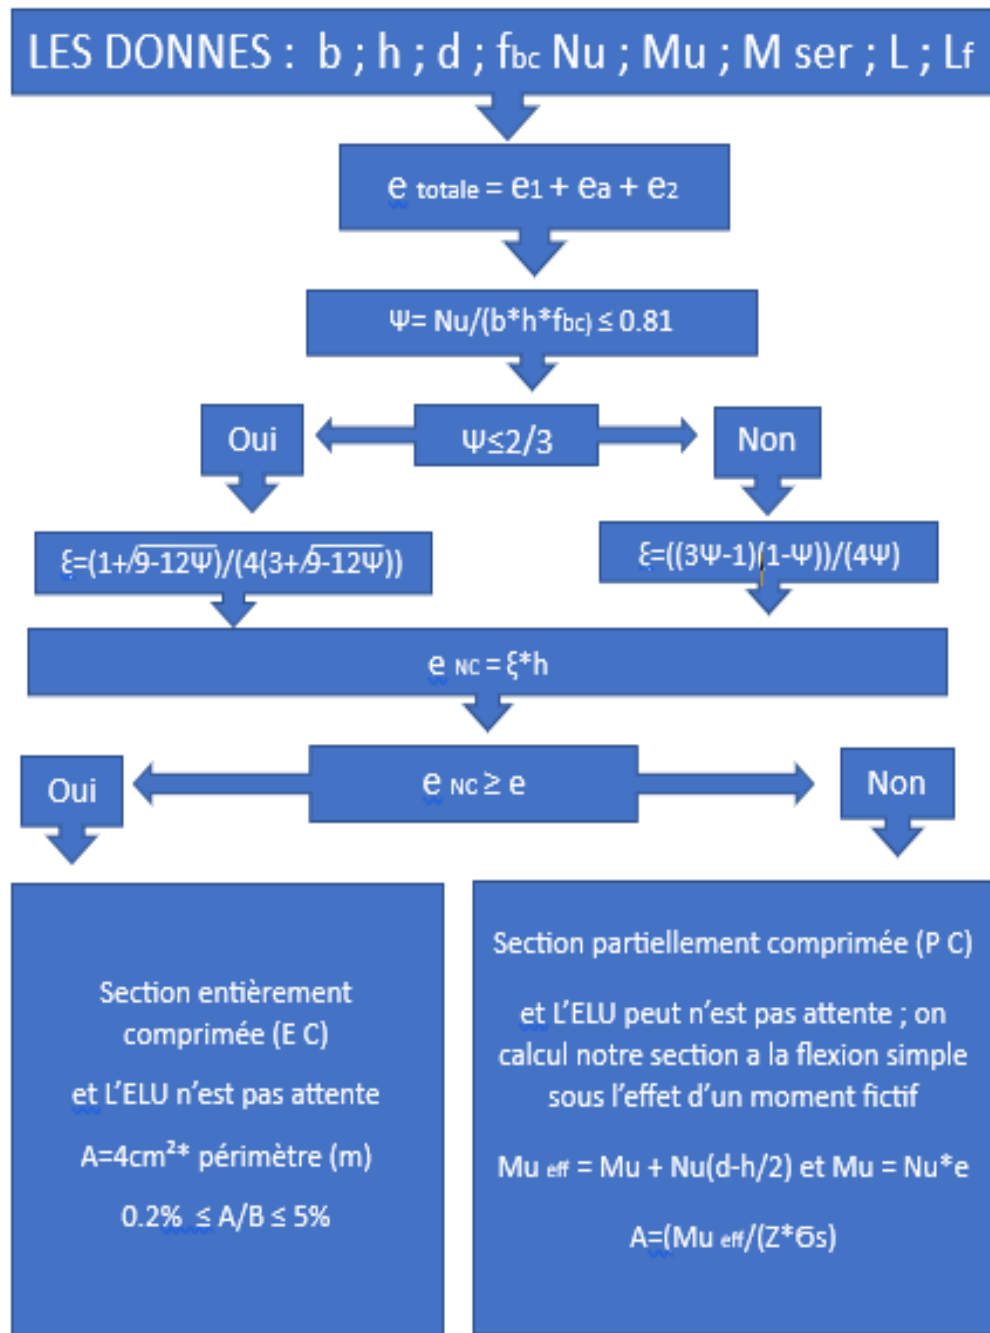 LES DONNES : b ; h ; d ; fbc Nu ; Mu ; M ser ; L ; Lf
e totale = e1 + ea + e2
Ψ= Nu/(b*h*fbc) ≤ 0.81
Oui
Ψ≤2/3
Non
ξ=(1+√9-12Ψ)/(4(3+√9-12Ψ))
ξ=((3Ψ-1)(1-Ψ))/(4Ψ)
e NC = ξ*h
Oui
e NC ≥ e
Non
Section entièrement
comprimée (E C)
et L'ELU n'est pas attente
A=4cm²* périmètre (m)
0.2% ≤ A/B ≤ 5%
Section partiellement comprimée (P C)
et L'ELU peut n'est pas attente ; on
calcul notre section a la flexion simple
sous l'effet d'un moment fictif
Mu eff = Mu + Nu(d-h/2) et Mu = Nu*e
A=(Mu eff/(Z*Ϭs)